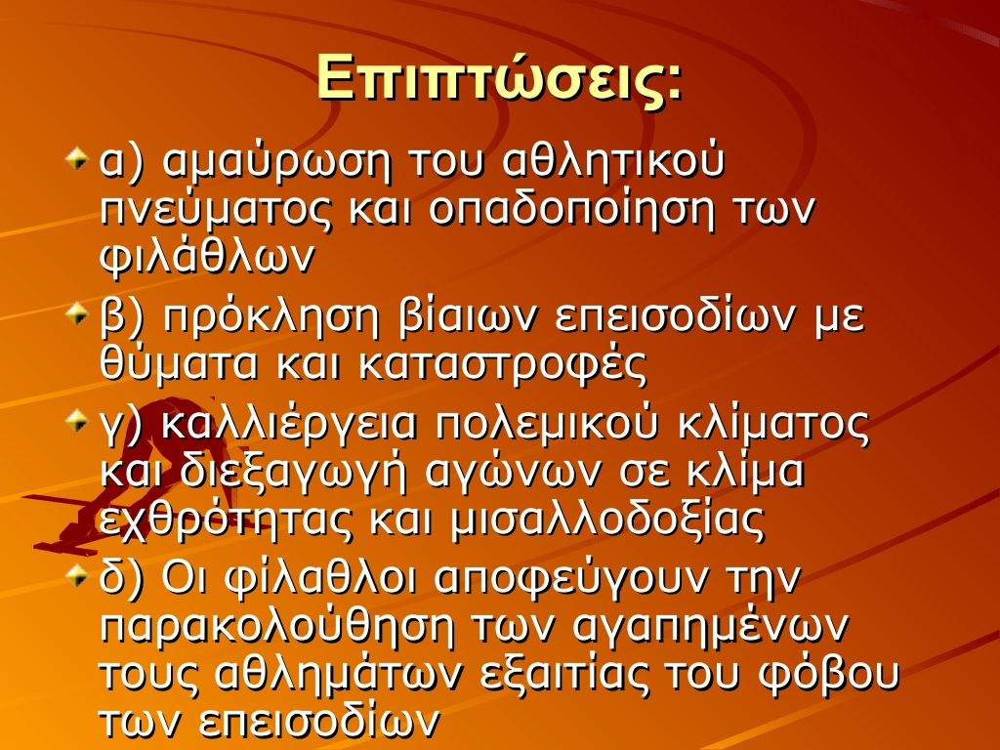 Επιπτώσεις:
α) αμαύρωση του αθλητικού
πνεύματος και οπαδοποίηση των
φιλάθλων
β) πρόκληση βίαιων επεισοδίων με
θύματα και καταστροφές
γ) καλλιέργεια πολεμικού κλίματος
και διεξαγωγή αγώνων σε κλίμα
εχθρότητας και μισαλλοδοξίας
δ) Οι φίλαθλοι αποφεύγουν την
παρακολούθηση των αγαπημένων
τους αθλημάτων εξαιτίας του φόβου
των επεισοδίων